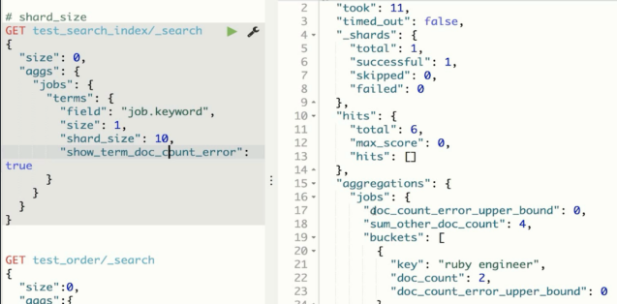 # shard_size
GET test_search_index/_search
{
  "size": 0,
  "aggs": {
    "jobs": {
      "terms": {
        "field": "job.keyword",
        "size": 1,
        "shard_size": 10,
        "show_term_doc_count_error":
true
      }
    }
  }
}
GET test_order/_search
{
  "size":0,
  "aggs":{
2 "took": 11,
3 "timed_out": false,
4 "_shards": {
5 "total": 1,
6 "successful": 1,
7 "skipped": 0,
8 "failed": 0
9 },
10 "hits": {
11 "total": 6,
12 "max_score": 0,
13 "hits": []
14 },
15 "aggregations": {
16 "jobs": {
17 "doc_count_error_upper_bound": 0,
18 "sum_other_doc_count": 4,
19 "buckets": [
20 {
21 "key": "ruby engineer",
22 "doc_count": 2,
23 "doc_count_error_upper_bound": 0
24 }